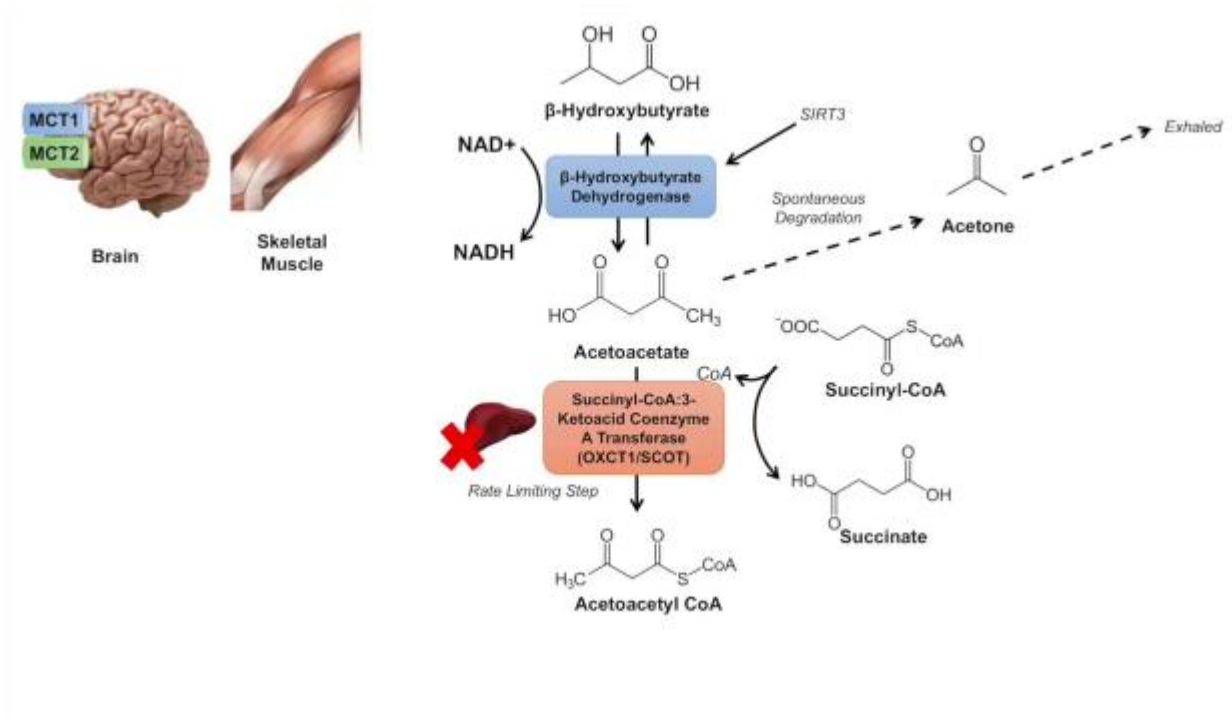 MCT1
MCT2
Brain
Skeletal
Muscle
OH
O
OH
β-Hydroxybutyrate
NAD+
NADH
β-Hydroxybutyrate
Dehydrogenase
SIRT3
Spontaneous
Degradation
O
Acetone
Exhaled
O
O
HO
CH₃
Acetoacetate
CoA
⁻OOC
S
CoA
O
Succinyl-CoA
Succinyl-CoA:3-
Ketoacid Coenzyme
A Transferase
(OXCT1/SCOT)
Rate Limiting Step
O
HO
OH
O
Succinate
O
O
H₃C
S
CoA
Acetoacetyl CoA